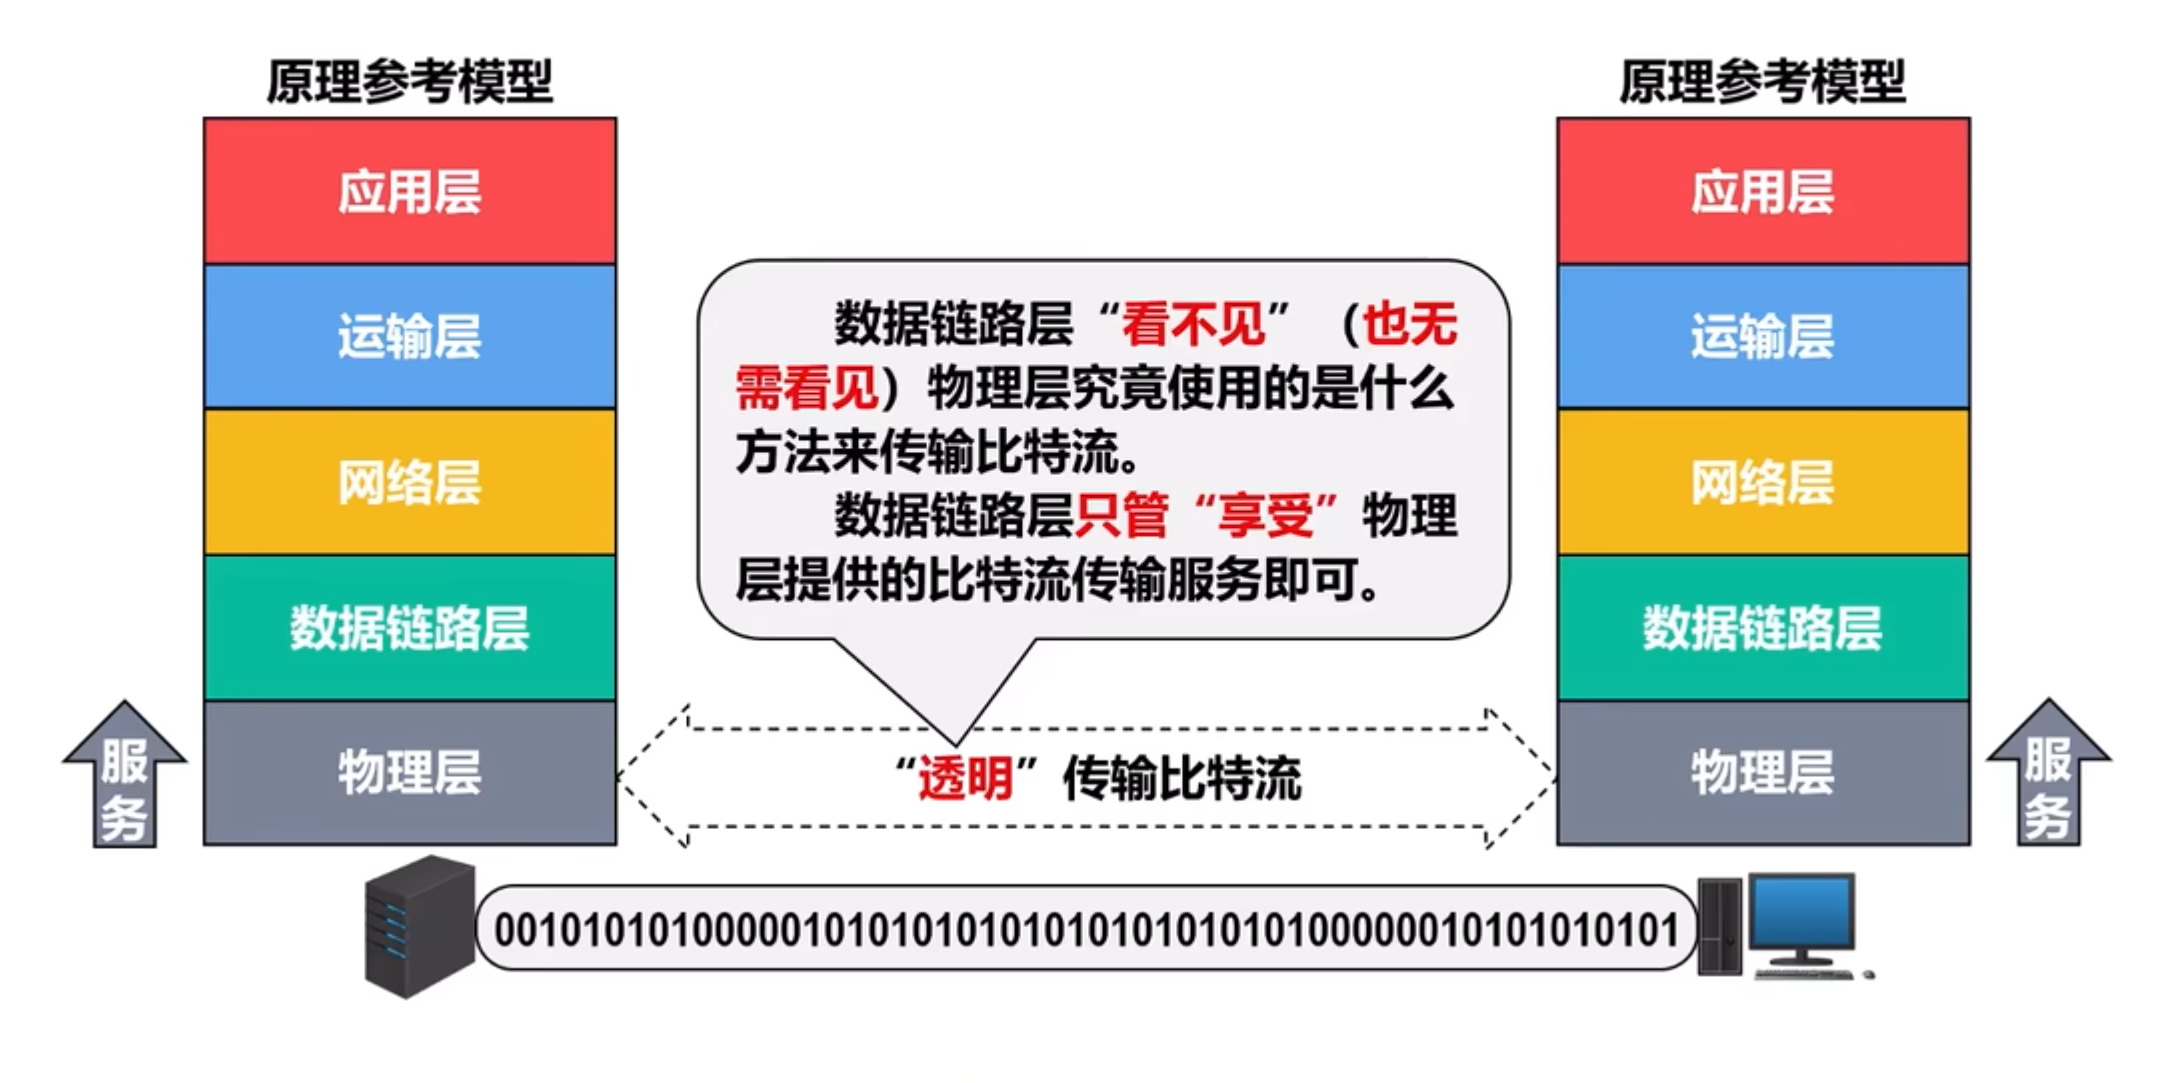 原理参考模型
应用层
运输层
网络层
数据链路层
物理层
服
务
数据链路层“看不见”（也无
需看见）物理层究竟使用的是什么
方法来传输比特流。
数据链路层只管“享受”物理
层提供的比特流传输服务即可。
“透明”传输比特流
原理参考模型
应用层
运输层
网络层
数据链路层
物理层
服
务
001010101000001010101010101010101010100000010101010101